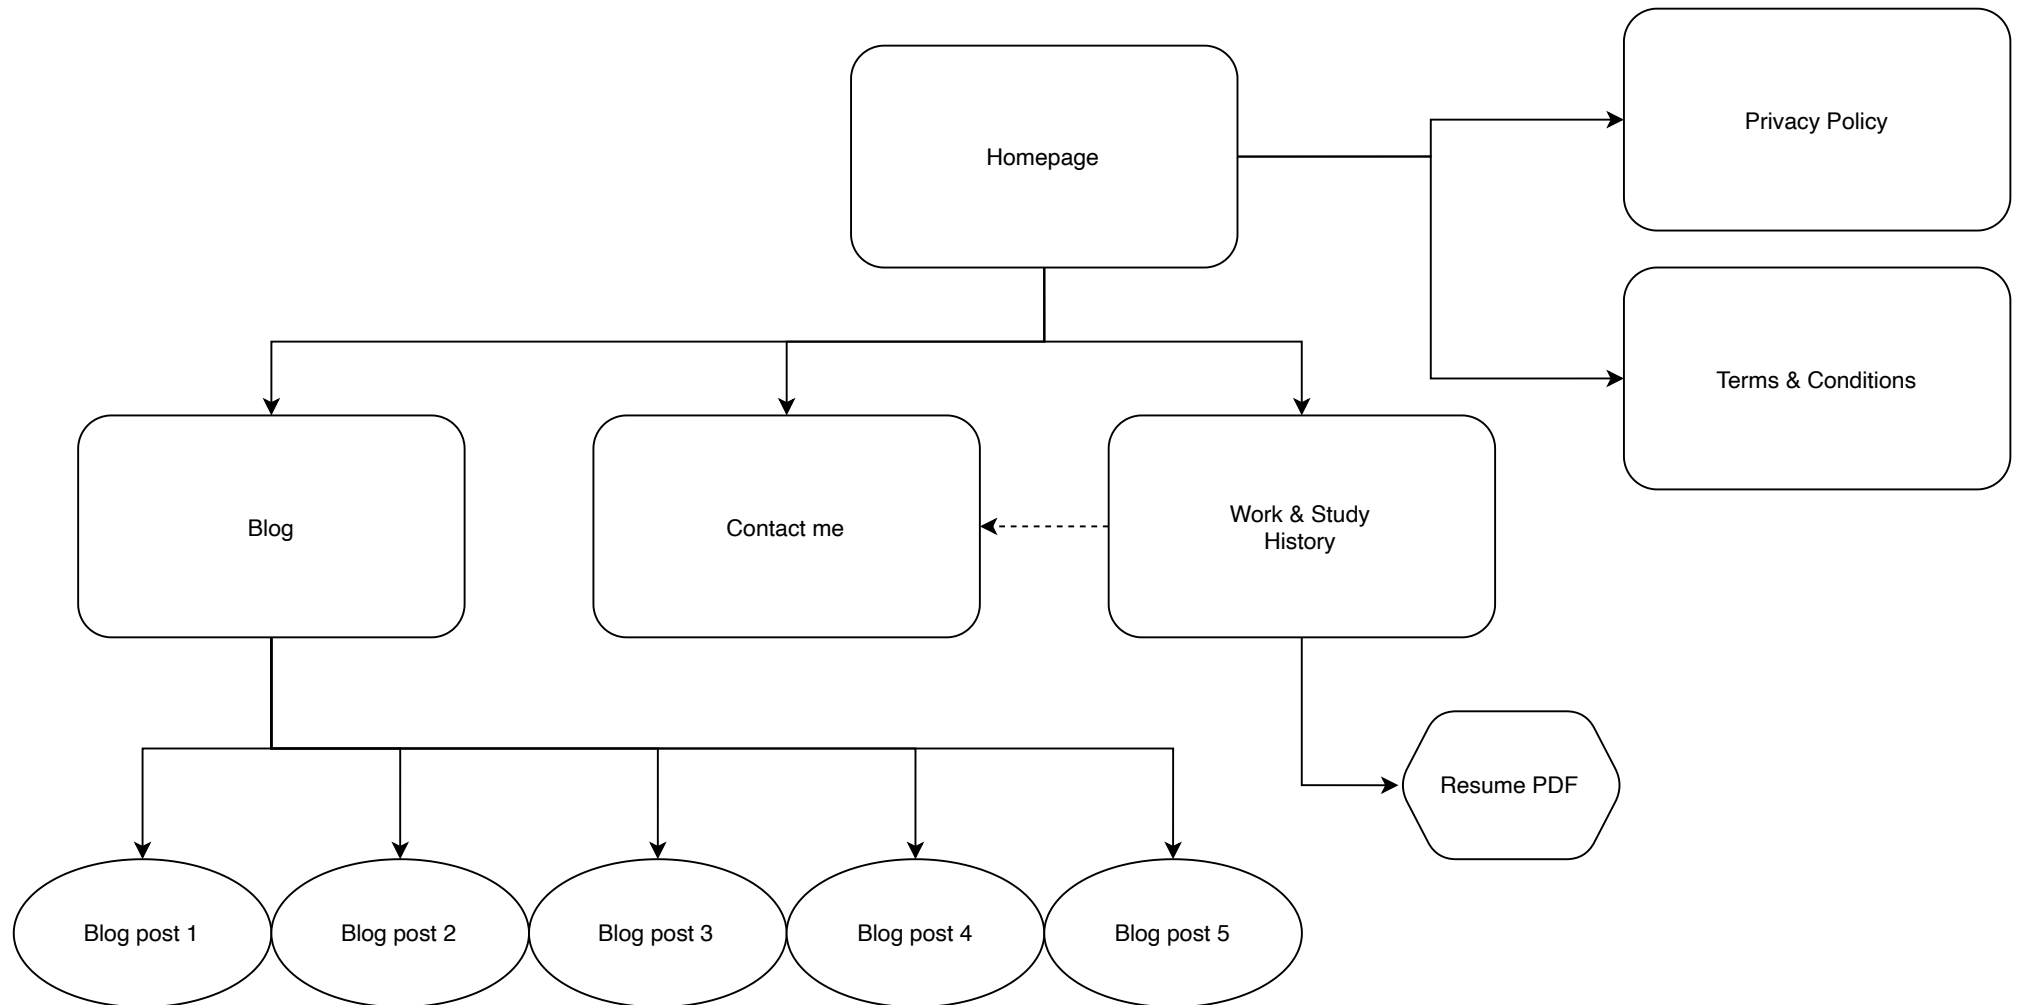 Homepage
Privacy Policy
Terms & Conditions
Blog
Contact me
Work & Study
History
Resume PDF
Blog post 1
Blog post 2
Blog post 3
Blog post 4
Blog post 5